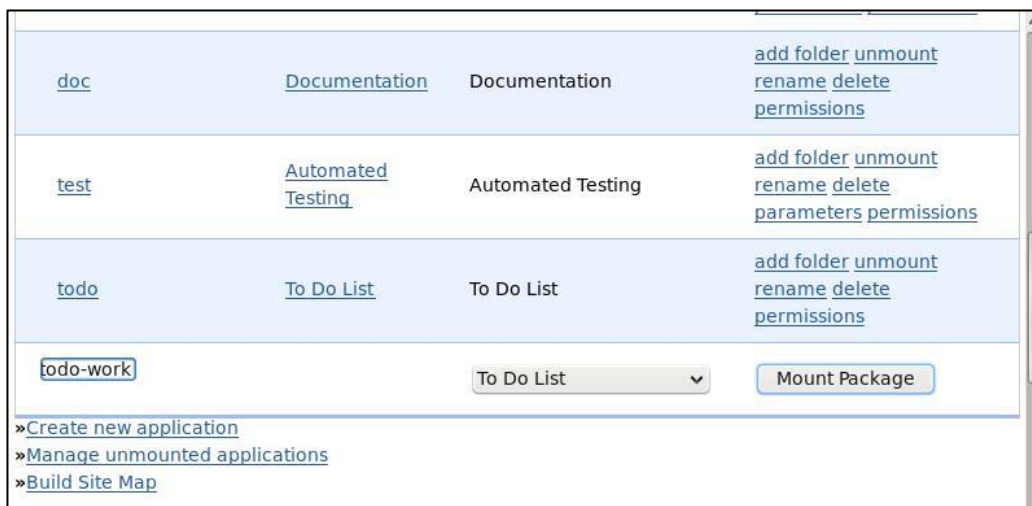 add folder unmount
doc Documentation Documentation rename delete
permissions
add folder unmount
test Automated Testing Automated Testing rename delete
parameters permissions
add folder unmount
todo To Do List To Do List rename delete
permissions
todo-work To Do List Mount Package
»Create new application
»Manage unmounted applications
»Build Site Map